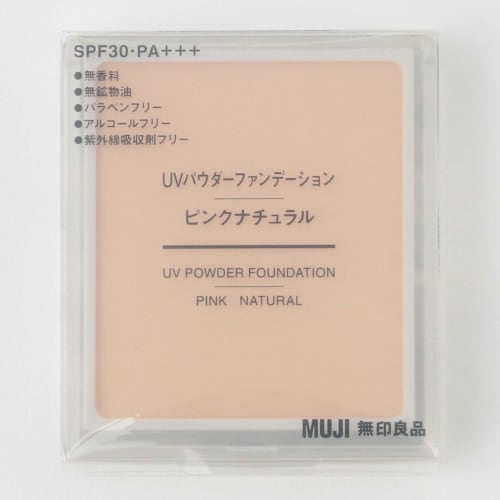 SPF30・PA+++
●無香料
●無鉱物油
●パラベンフリー
●アルコールフリー
●紫外線吸収剤フリー
UVパウダーファンデーション
ピンクナチュラル
UV POWDER FOUNDATION
PINK NATURAL
MUJI 無印良品